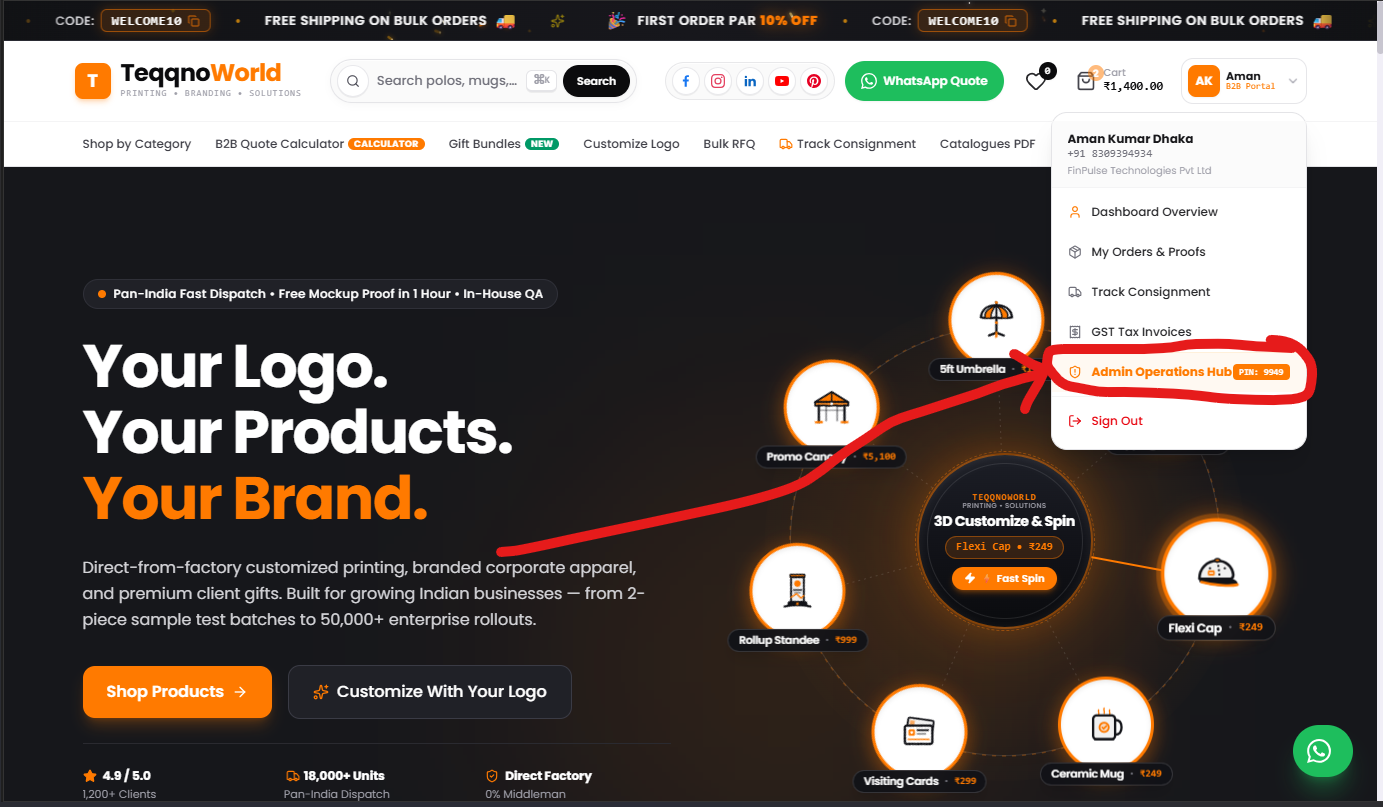 CODE: WELCOME10 • FREE SHIPPING ON BULK ORDERS 🚚 • 🎉 FIRST ORDER PAR 10% OFF • CODE: WELCOME10 • FREE SHIPPING ON BULK ORDERS 🚚
T TeqqnoWorld
PRINTING • BRANDING • SOLUTIONS
Search polos, mugs,... ⌘K Search
f in WhatsApp Quote
0
2 Cart
₹1,400.00
AK Aman
B2B Portal
Shop by Category B2B Quote Calculator CALCULATOR Gift Bundles NEW Customize Logo Bulk RFQ Track Consignment Catalogues PDF
Aman Kumar Dhaka
+91 8309394934
FinPulse Technologies Pvt Ltd
Dashboard Overview
My Orders & Proofs
Track Consignment
GST Tax Invoices
Admin Operations Hub PIN: 9949
Sign Out
• Pan-India Fast Dispatch • Free Mockup Proof in 1 Hour • In-House QA
Your Logo.
Your Products.
Your Brand.
Direct-from-factory customized printing, branded corporate apparel,
and premium client gifts. Built for growing Indian businesses — from 2-
piece sample test batches to 50,000+ enterprise rollouts.
Shop Products →
Customize With Your Logo
4.9 / 5.0
1,200+ Clients
18,000+ Units
Pan-India Dispatch
Direct Factory
0% Middleman
5ft Umbrella
Promo Canopy · ₹5,100
TEQQNOWORLD
PRINTING • SOLUTIONS
3D Customize & Spin
Flexi Cap • ₹249
Fast Spin
Rollup Standee · ₹999
Flexi Cap · ₹249
Visiting Cards · ₹299
Ceramic Mug · ₹249